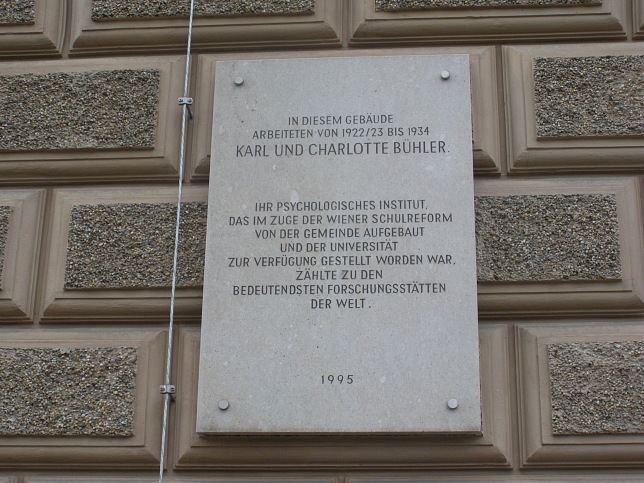 IN DIESEM GEBÄUDE
ARBEITETEN VON 1922/23 BIS 1934
KARL UND CHARLOTTE BÜHLER.
IHR PSYCHOLOGISCHES INSTITUT,
DAS IM ZUGE DER WIENER SCHULREFORM
VON DER GEMEINDE AUFGEBAUT
UND DER UNIVERSITÄT
ZUR VERFÜGUNG GESTELLT WORDEN WAR,
ZÄHLTE ZU DEN
BEDEUTENDSTEN FORSCHUNGSSTÄTTEN
DER WELT.
1995